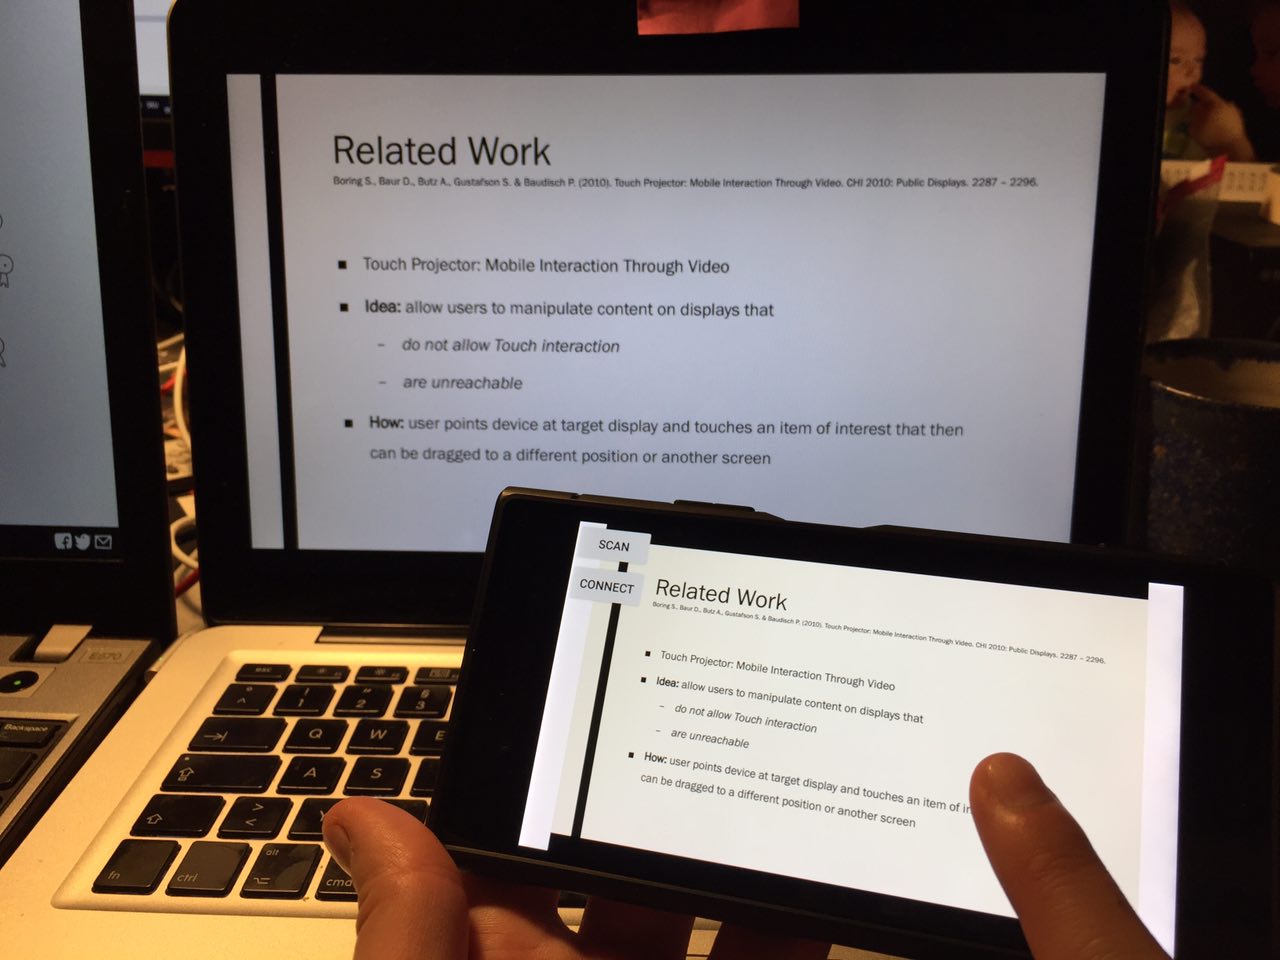 Related Work
Boring S., Baur D., Butz A., Gustafson S. & Baudisch P. (2010). Touch Projector: Mobile Interaction Through Video. CHI 2010: Public Displays. 2287 – 2296.
■ Touch Projector: Mobile Interaction Through Video
■ Idea: allow users to manipulate content on displays that
– do not allow Touch interaction
– are unreachable
■ How: user points device at target display and touches an item of interest that then
can be dragged to a different position or another screen
SCAN
CONNECT
Related Work
Boring S., Baur D., Butz A., Gustafson S. & Baudisch P. (2010). Touch Projector: Mobile Interaction Through Video. CHI 2010: Public Displays. 2287 – 2296.
■ Touch Projector: Mobile Interaction Through Video
■ Idea: allow users to manipulate content on displays that
– do not allow Touch interaction
– are unreachable
■ How: user points device at target display and touches an item of in
can be dragged to a different position or another screen
E570
Backspace
esc
^ ! 1 " 2 § 3
Q W E
A S
> <
fn ctrl alt cmd